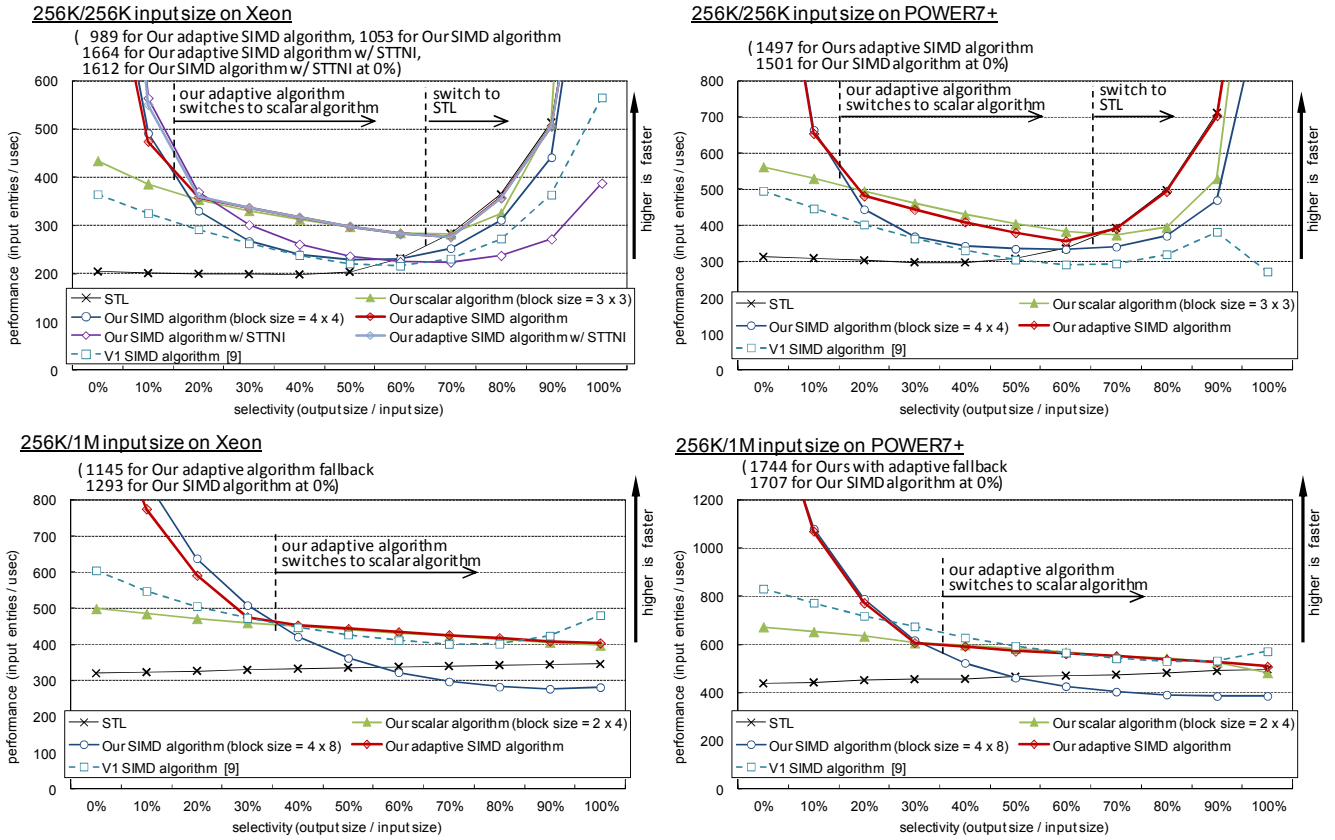 256K/256K input size on Xeon
( 989 for Our adaptive SIMD algorithm, 1053 for Our SIMD algorithm
1664 for Our adaptive SIMD algorithm w/ STTNI,
1612 for Our SIMD algorithm w/ STTNI at 0%)
performance (input entries / usec)
600
500
400
300
200
100
0
our adaptive algorithm
switches to scalar algorithm
switch to
STL
higher is faster
STL
Our scalar algorithm (block size = 3 x 3)
Our SIMD algorithm (block size = 4 x 4)
Our adaptive SIMD algorithm
Our SIMD algorithm w/ STTNI
Our adaptive SIMD algorithm w/ STTNI
V1 SIMD algorithm [9]
0% 10% 20% 30% 40% 50% 60% 70% 80% 90% 100%
selectivity (output size / input size)
256K/256K input size on POWER7+
( 1497 for Ours adaptive SIMD algorithm
1501 for Our SIMD algorithm at 0%)
performance (input entries / usec)
800
700
600
500
400
300
200
100
0
our adaptive algorithm
switches to scalar algorithm
switch to
STL
higher is faster
STL
Our scalar algorithm (block size = 3 x 3)
Our SIMD algorithm (block size = 4 x 4)
Our adaptive SIMD algorithm
V1 SIMD algorithm [9]
0% 10% 20% 30% 40% 50% 60% 70% 80% 90% 100%
selectivity (output size / input size)
256K/1M input size on Xeon
( 1145 for Our adaptive algorithm fallback
1293 for Our SIMD algorithm at 0%)
performance (input entries / usec)
800
700
600
500
400
300
200
100
0
our adaptive algorithm
switches to scalar algorithm
higher is faster
STL
Our scalar algorithm (block size = 2 x 4)
Our SIMD algorithm (block size = 4 x 8)
Our adaptive SIMD algorithm
V1 SIMD algorithm [9]
0% 10% 20% 30% 40% 50% 60% 70% 80% 90% 100%
selectivity (output size / input size)
256K/1M input size on POWER7+
( 1744 for Ours with adaptive fallback
1707 for Our SIMD algorithm at 0%)
performance (input entries / usec)
1200
1000
800
600
400
200
0
our adaptive algorithm
switches to scalar algorithm
higher is faster
STL
Our scalar algorithm (block size = 2 x 4)
Our SIMD algorithm (block size = 4 x 8)
Our adaptive SIMD algorithm
V1 SIMD algorithm [9]
0% 10% 20% 30% 40% 50% 60% 70% 80% 90% 100%
selectivity (output size / input size)